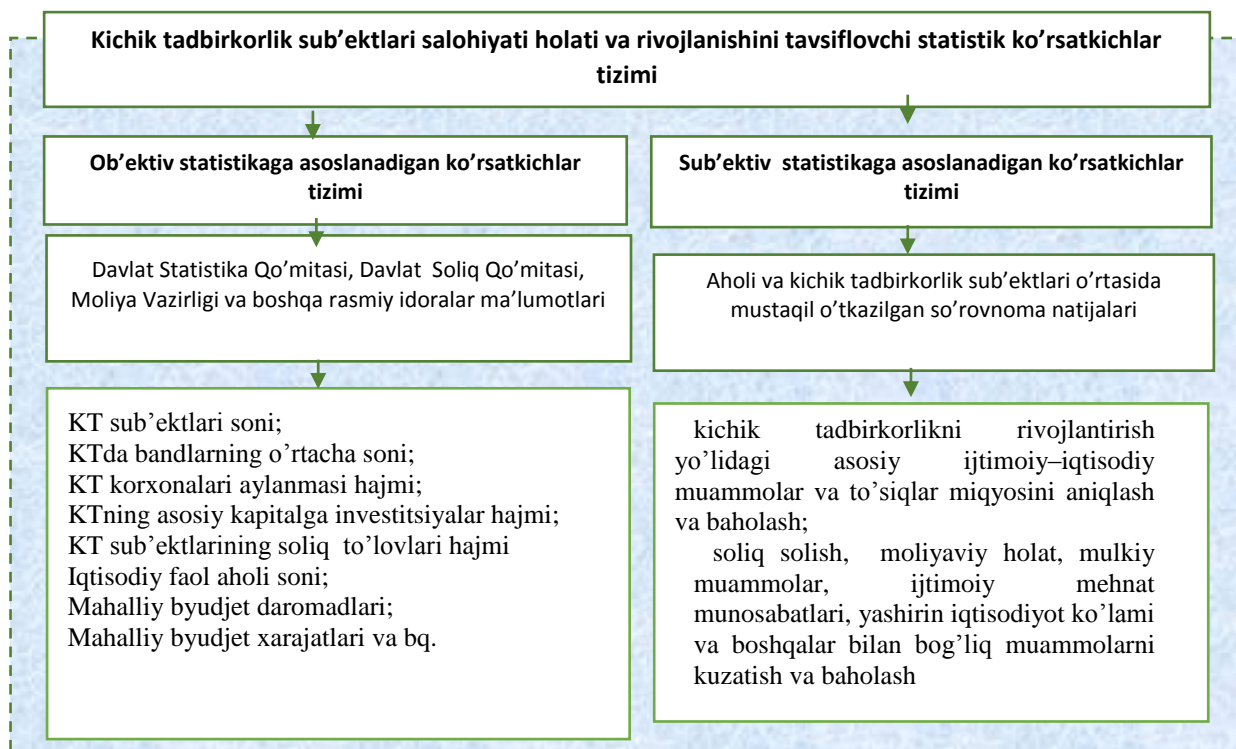 Kichik tadbirkorlik sub’ektlari salohiyati holati va rivojlanishini tavsiflovchi statistik ko’rsatkichlar
tizimi
Ob’ektiv statistikaga asoslanadigan ko’rsatkichlar
tizimi
Davlat Statistika Qo’mitasi, Davlat Soliq Qo’mitasi,
Moliya Vazirligi va boshqa rasmiy idoralar ma’lumotlari
KT sub’ektlari soni;
KTda bandlarning o’rtacha soni;
KT korxonalari aylanmasi hajmi;
KTning asosiy kapitalga investitsiyalar hajmi;
KT sub’ektlarining soliq to’lovlari hajmi
Iqtisodiy faol aholi soni;
Mahalliy byudjet daromadlari;
Mahalliy byudjet xarajatlari va bq.
Sub’ektiv statistikaga asoslanadigan ko’rsatkichlar
tizimi
Aholi va kichik tadbirkorlik sub’ektlari o’rtasida
mustaqil o’tkazilgan so’rovnoma natijalari
kichik tadbirkorlikni rivojlantirish
yo’lidagi asosiy ijtimoiy–iqtisodiy
muammolar va to’siqlar miqyosini aniqlash
va baholash;
soliq solish, moliyaviy holat, mulkiy
muammolar, ijtimoiy mehnat
munosabatlari, yashirin iqtisodiyot ko’lami
va boshqalar bilan bog’liq muammolarni
kuzatish va baholash